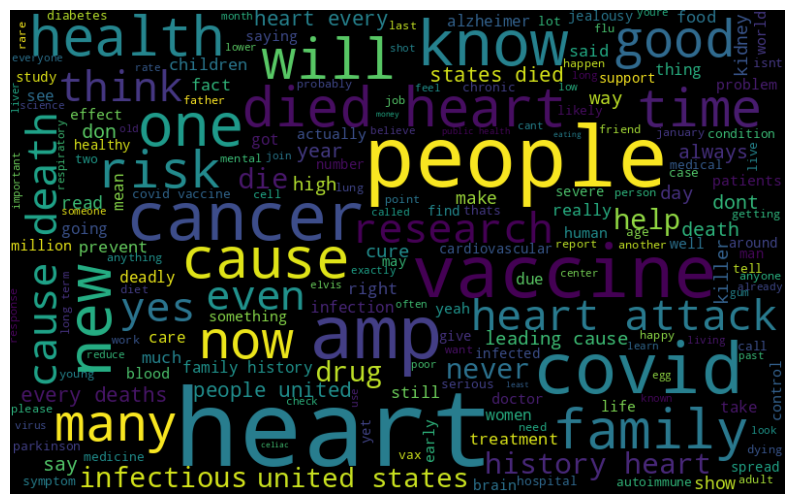 diabetes month heart every alzheimer lot jealousy youre food
rare health lower everyone saying will last shot flu know said happen good kidney world isnt
children states died thing
study think fact rate probably feel chronic low long support problem
see liver science effect father died heart job likely way time
healthy don one actually believe money public health cant eating friend january condition
respiratory old got year always medical live
important two mental join number people case
cause death risk die high lung severe person day patients
read mean covid vaccine cell point make really dont getting
someone going called thats find help death
million prevent cancer research human age report another well around man
anything deadly cause cure cardiovascular killer tell anyone
diet exactly may due center vaccine already
response long term new yes even elvis right often yeah gum
something infection give heart attack
work care now amp want infected leading cause happy learn living call
reduce much family history drug poor never serious egg past control
young blood people united still doctor covid
every deaths check women life take
please many heart use least need family look
virus parkinson yet early treatment known dying
say medicine celiac vax history heart spread
symptom infectious united states brain hospital autoimmune show adult